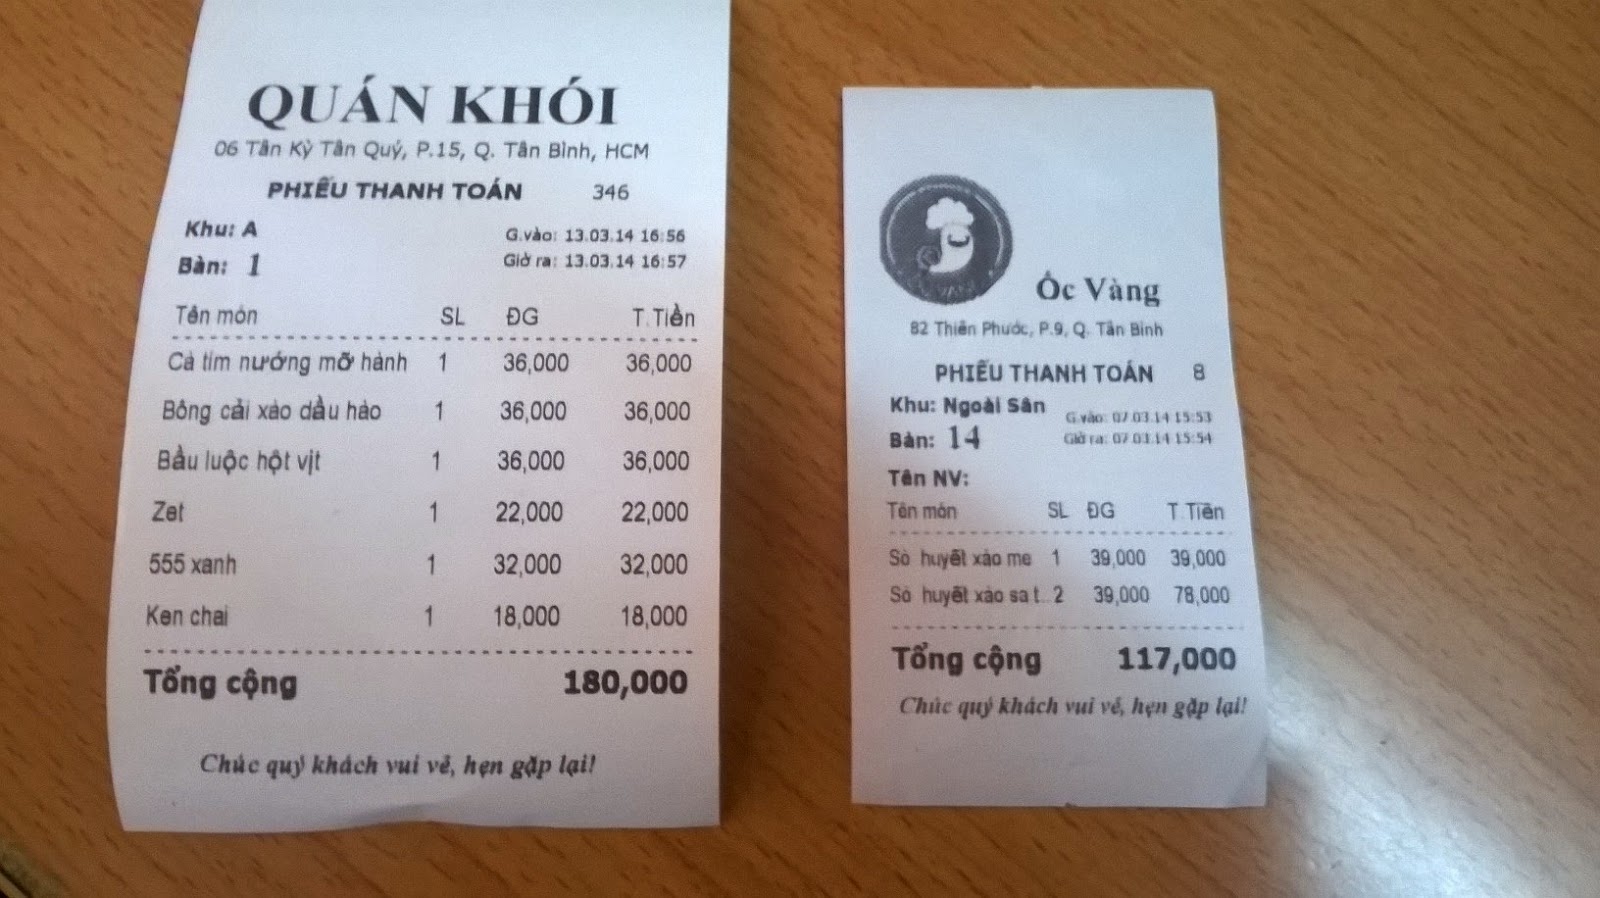 QUÁN KHÓI
06 Tân Kỳ Tân Quý, P.15, Q. Tân Bình, HCM
PHIẾU THANH TOÁN 346
Khu: A
G.vào: 13.03.14 16:56
Bàn: 1
Giờ ra: 13.03.14 16:57
Tên món SL ĐG T.Tiền
Cà tím nướng mỡ hành 1 36,000 36,000
Bông cải xào dầu hào 1 36,000 36,000
Bầu luộc hột vịt 1 36,000 36,000
Zet 1 22,000 22,000
555 xanh 1 32,000 32,000
Ken chai 1 18,000 18,000
Tổng cộng 180,000
Chúc quý khách vui vẻ, hẹn gặp lại!
Ốc Vàng
82 Thiên Phước, P.9, Q. Tân Bình
PHIẾU THANH TOÁN 8
Khu: Ngoài Sân
G.vào: 07.03.14 15:53
Bàn: 14
Giờ ra: 07.03.14 15:54
Tên NV:
Tên món SL ĐG T.Tiền
Sò huyết xào me 1 39,000 39,000
Sò huyết xào sa t.. 2 39,000 78,000
Tổng cộng 117,000
Chúc quý khách vui vẻ, hẹn gặp lại!